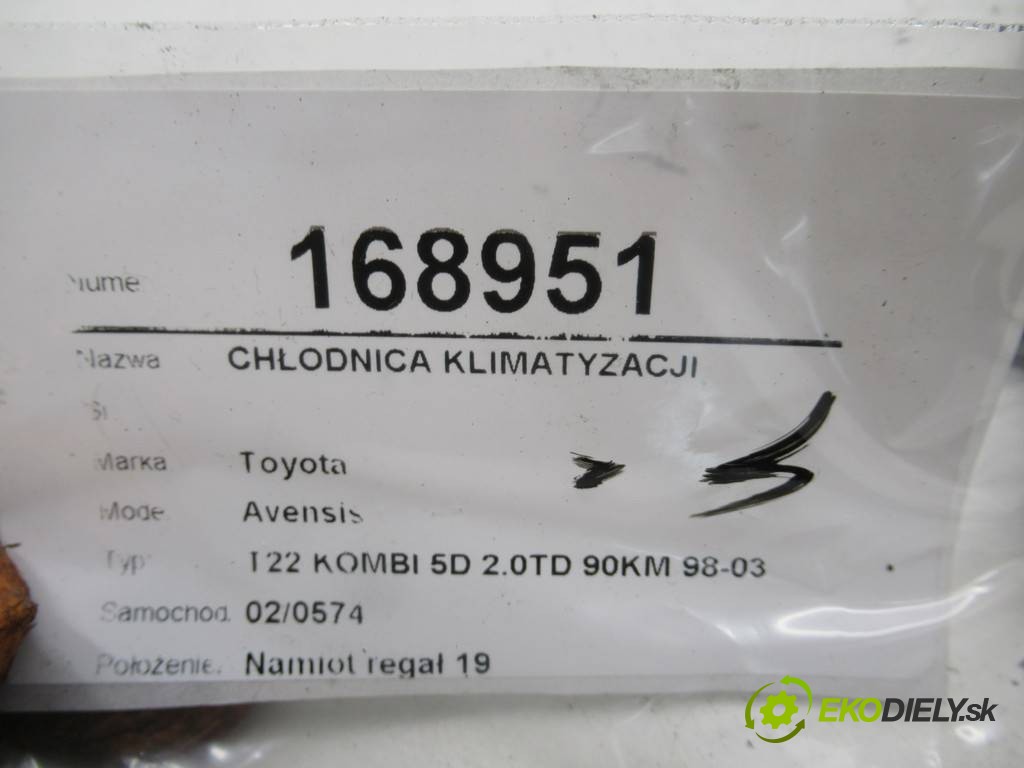 Nume 168951
Nazwa CHŁODNICA KLIMATYZACJI
Marka Toyota
Mode Avensis
Typ T22 KOMBI 5D 2.0TD 90KM 98-03
Samochod. 02/0574
Położenie. Namiot regał 19
EKODIELY.sk